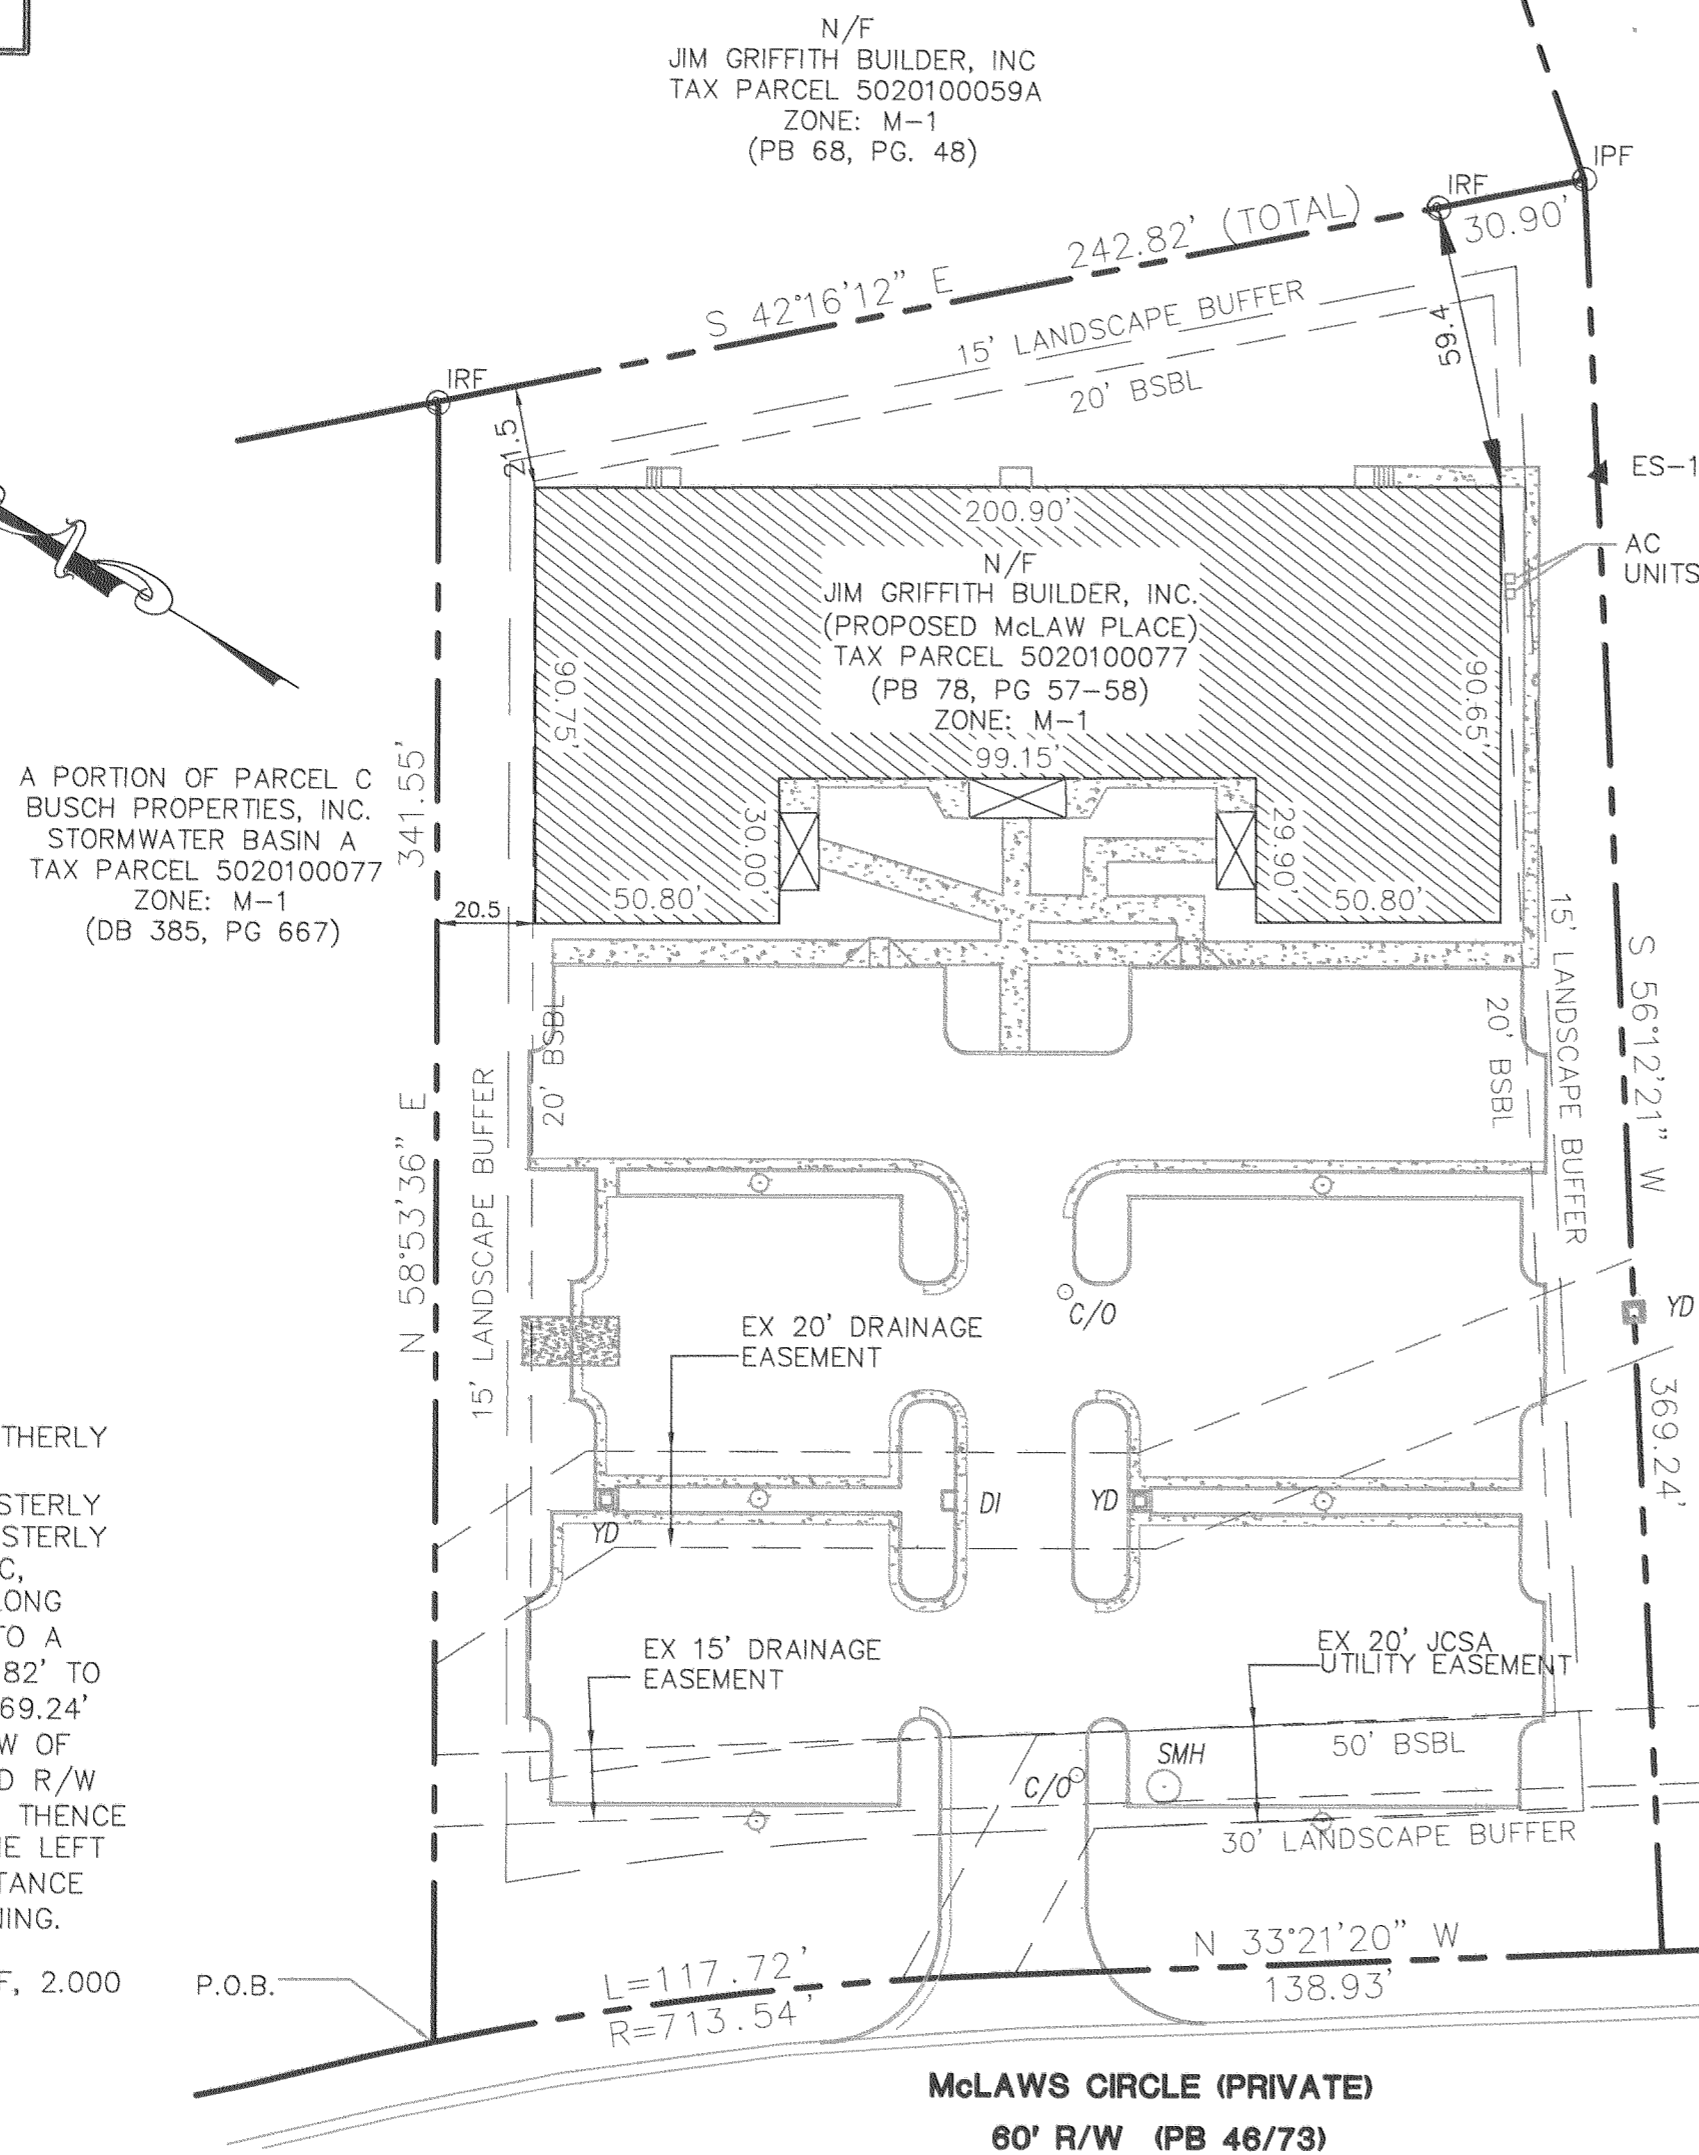 N/F
JIM GRIFFITH BUILDER, INC
TAX PARCEL 5020100059A
ZONE: M-1
(PB 68, PG. 48)
IPF
IRF
30.90'
S 42°16'12" E 242.82' (TOTAL)
15' LANDSCAPE BUFFER
20' BSBL
59.4
IRF
21.5
ES-1
AC
UNITS
200.90'
N/F
JIM GRIFFITH BUILDER, INC.
(PROPOSED McLAW PLACE)
TAX PARCEL 5020100077
(PB 78, PG 57-58)
ZONE: M-1
99.15'
90.75'
90.65'
30.00'
29.90'
50.80'
50.80'
20.5
A PORTION OF PARCEL C
BUSCH PROPERTIES, INC.
STORMWATER BASIN A
TAX PARCEL 5020100077
ZONE: M-1
(DB 385, PG 667)
N 58°53'36" E 341.55'
15' LANDSCAPE BUFFER
20' BSBL
20' BSBL
15' LANDSCAPE BUFFER
S 56°12'21" W
369.24'
C/O
YD
EX 20' DRAINAGE
EASEMENT
YD
DI
YD
EX 15' DRAINAGE
EASEMENT
EX 20' JCSA
UTILITY EASEMENT
50' BSBL
SMH
C/O
30' LANDSCAPE BUFFER
THERLY
STERLY
STERLY
C,
LONG
TO A
82' TO
69.24'
W OF
D R/W
THENCE
HE LEFT
TANCE
NING.
F, 2.000
P.O.B.
L=117.72'
R=713.54'
N 33°21'20" W
138.93'
McLAWS CIRCLE (PRIVATE)
60' R/W (PB 46/73)